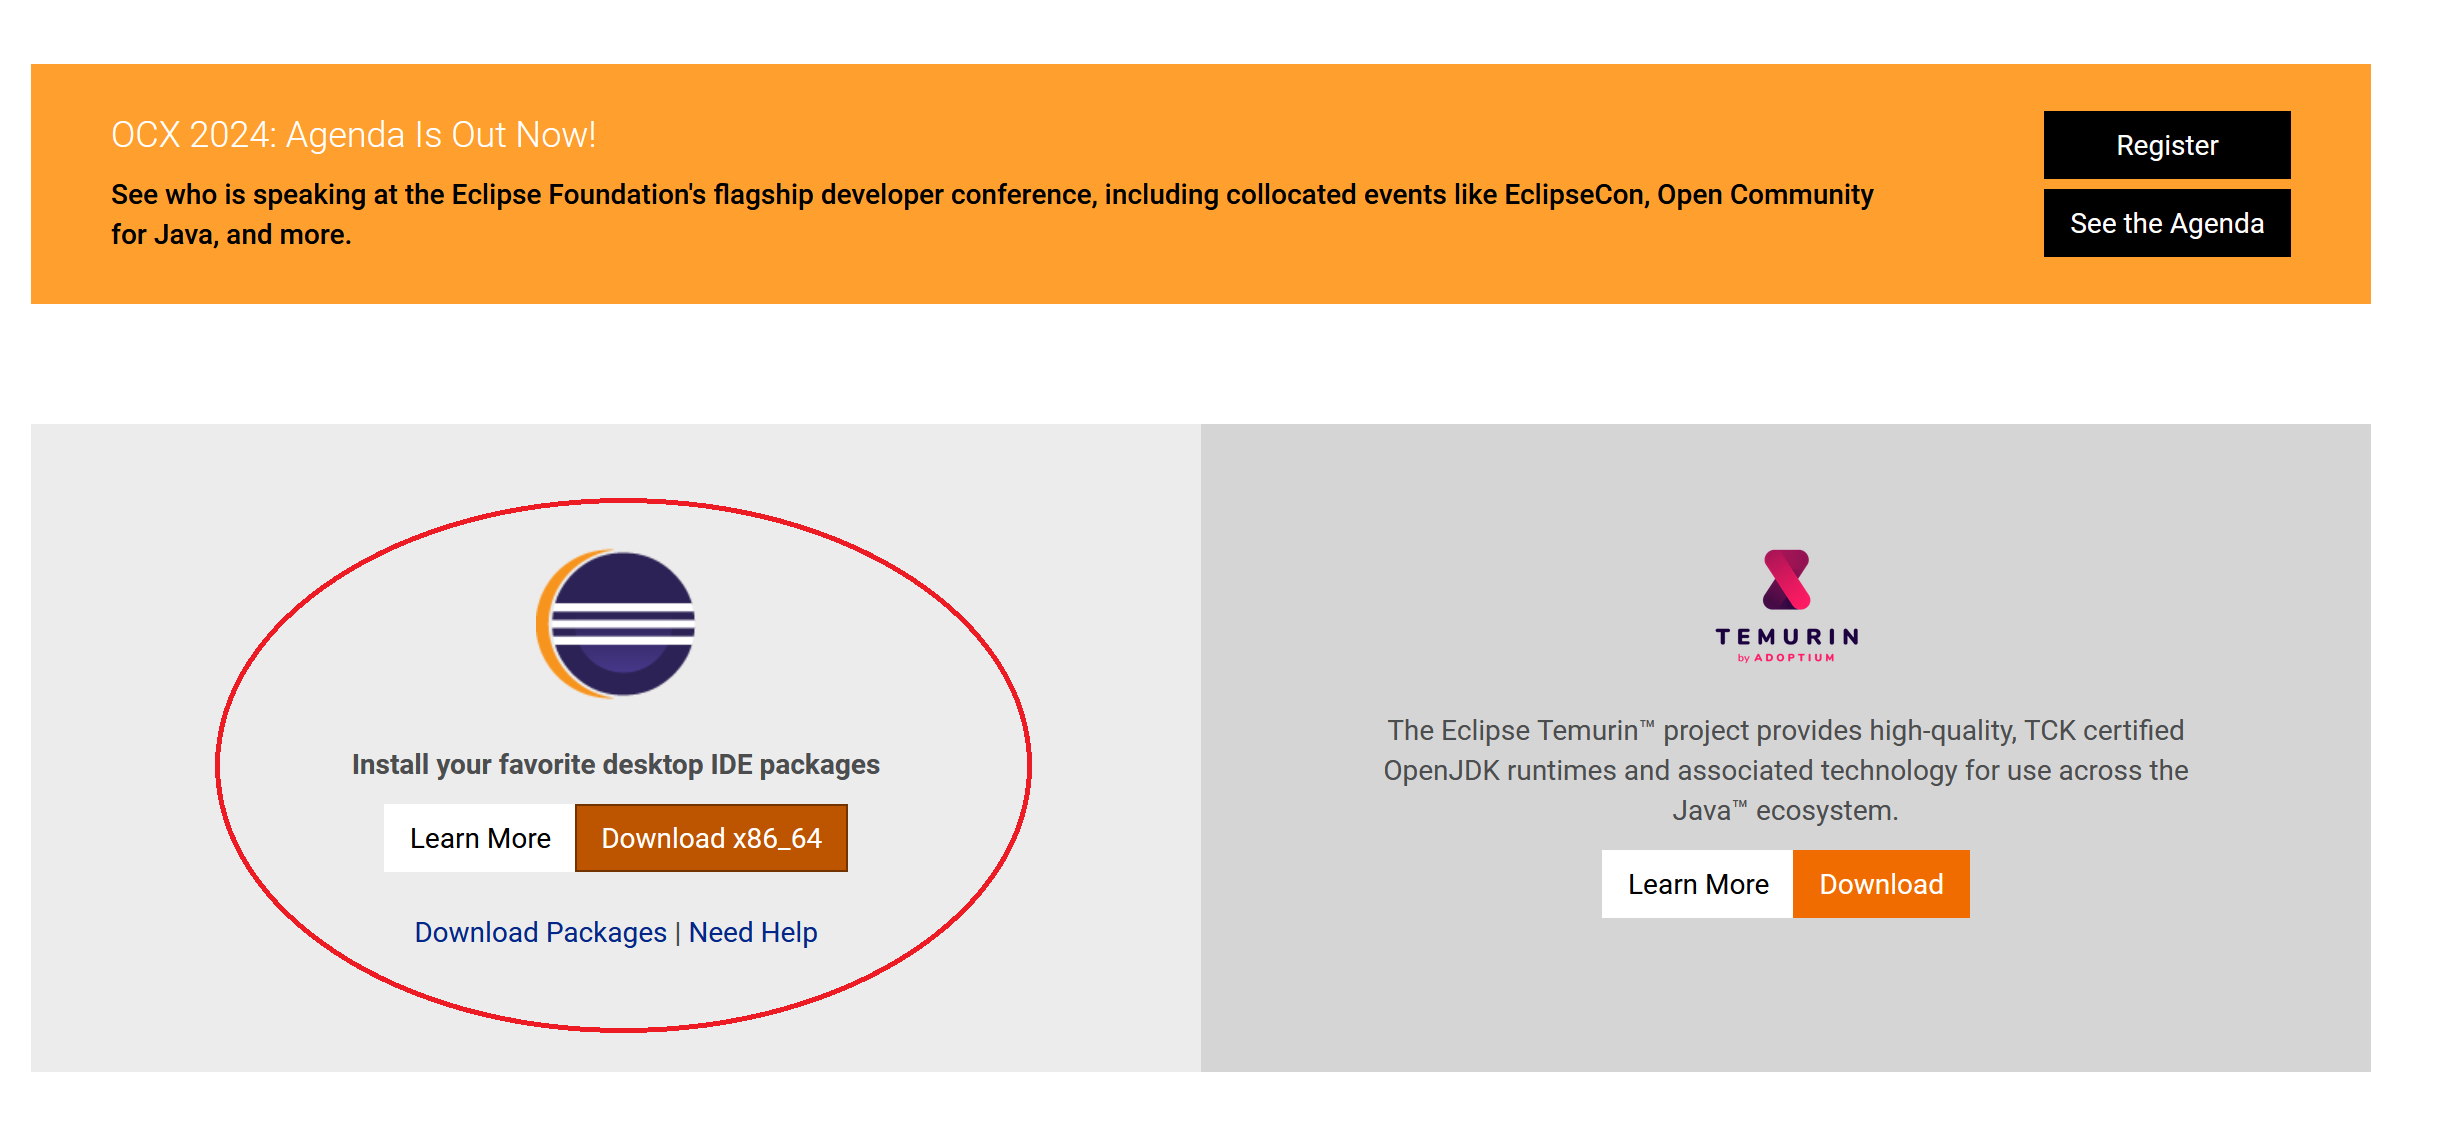 OCX 2024: Agenda Is Out Now!
See who is speaking at the Eclipse Foundation's flagship developer conference, including collocated events like EclipseCon, Open Community
for Java, and more.
Register
See the Agenda
Install your favorite desktop IDE packages
Learn More
Download x86_64
Download Packages | Need Help
TEMURIN
by ADOPTIUM
The Eclipse Temurin™ project provides high-quality, TCK certified
OpenJDK runtimes and associated technology for use across the
Java™ ecosystem.
Learn More
Download